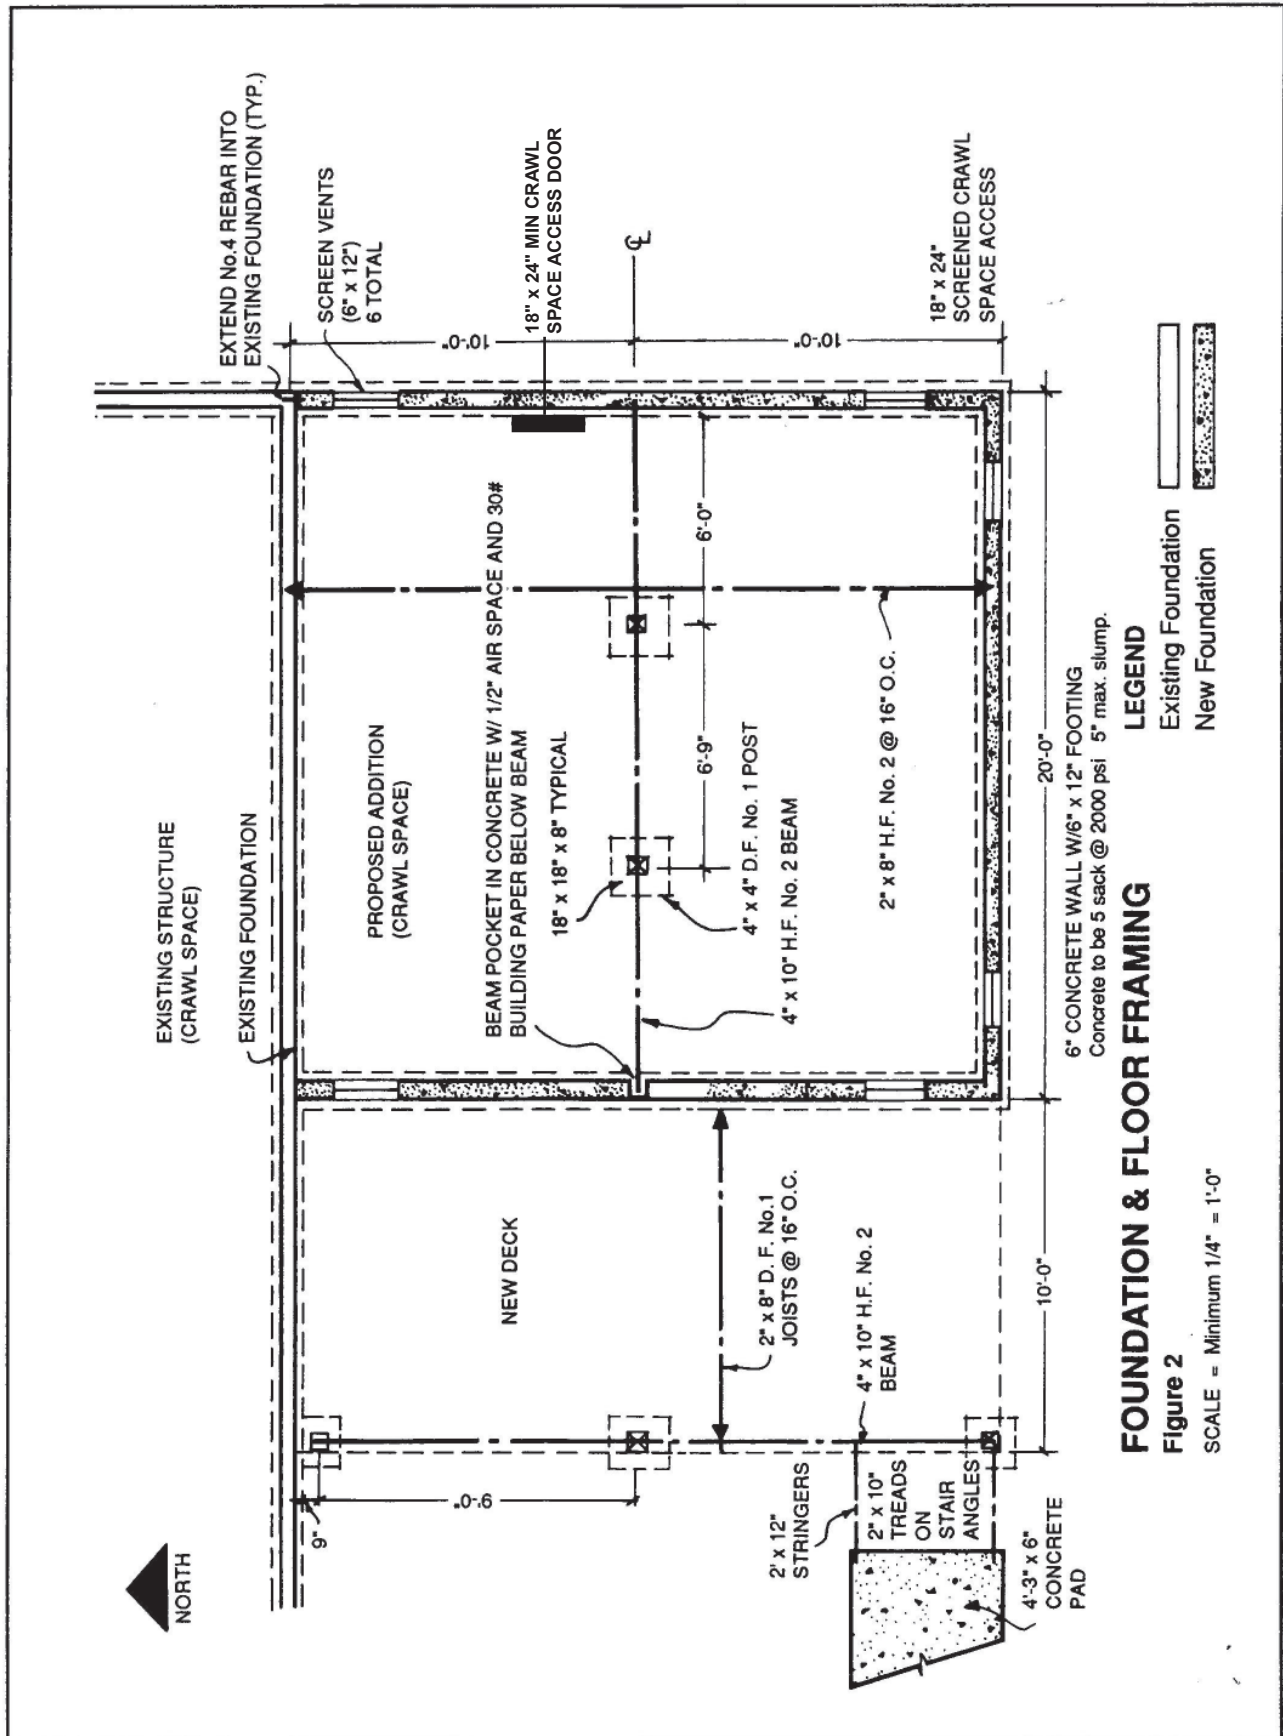 EXISTING STRUCTURE
(CRAWL SPACE)
EXTEND No.4 REBAR INTO
EXISTING FOUNDATION (TYP.)
EXISTING FOUNDATION
SCREEN VENTS
(6" x 12")
6 TOTAL
NORTH
9"
9'-0"
NEW DECK
PROPOSED ADDITION
(CRAWL SPACE)
BEAM POCKET IN CONCRETE W/ 1/2" AIR SPACE AND 30#
BUILDING PAPER BELOW BEAM
18" x 18" x 8" TYPICAL
10'-0"
18" x 24" MIN CRAWL
SPACE ACCESS DOOR
℄
6'-9"
6'-0"
4" x 4" D.F. No. 1 POST
4" x 10" H.F. No. 2 BEAM
2" x 8" D. F. No.1
JOISTS @ 16" O.C.
10'-0"
2' x 12"
STRINGERS
4" x 10" H.F. No. 2
BEAM
2" x 8" H.F. No. 2 @ 16" O.C.
2" x 10"
TREADS
ON
STAIR
ANGLES
18" x 24"
SCREENED CRAWL
SPACE ACCESS
4'-3" x 6"
CONCRETE
PAD
10'-0"
20'-0"
6" CONCRETE WALL W/6" x 12" FOOTING
Concrete to be 5 sack @ 2000 psi 5" max. slump.
FOUNDATION & FLOOR FRAMING
Figure 2
SCALE = Minimum 1/4" = 1'-0"
LEGEND
Existing Foundation
New Foundation